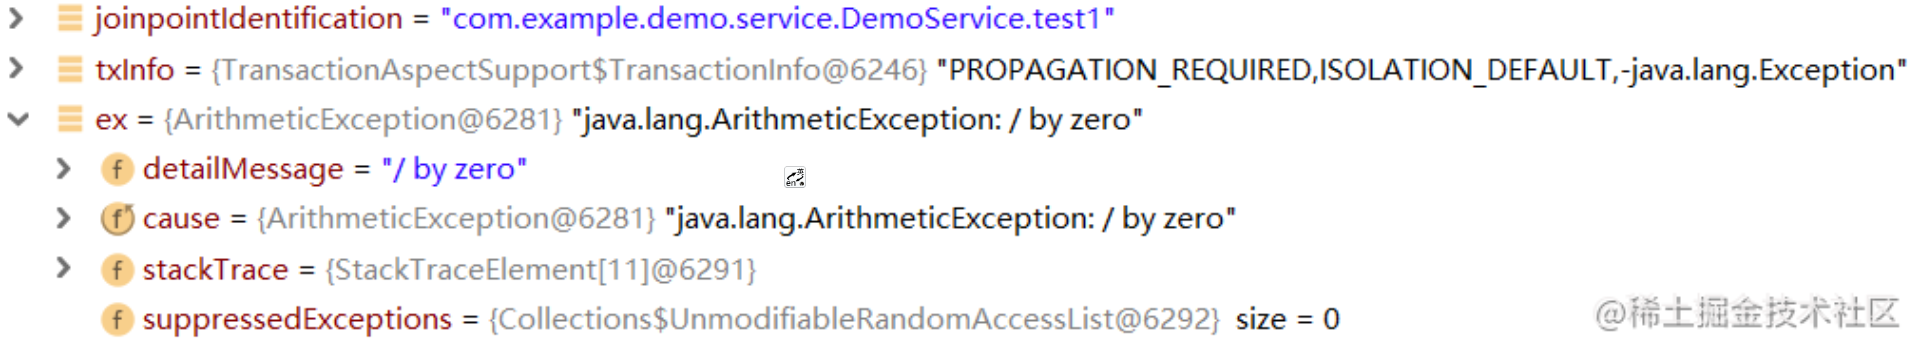 joinpointIdentification = "com.example.demo.service.DemoService.test1"
txInfo = {TransactionAspectSupport$TransactionInfo@6246} "PROPAGATION_REQUIRED,ISOLATION_DEFAULT,-java.lang.Exception"
ex = {ArithmeticException@6281} "java.lang.ArithmeticException: / by zero"
f detailMessage = "/ by zero"
f cause = {ArithmeticException@6281} "java.lang.ArithmeticException: / by zero"
f stackTrace = {StackTraceElement[11]@6291}
f suppressedExceptions = {Collections$UnmodifiableRandomAccessList@6292} size = 0
@稀土掘金技术社区